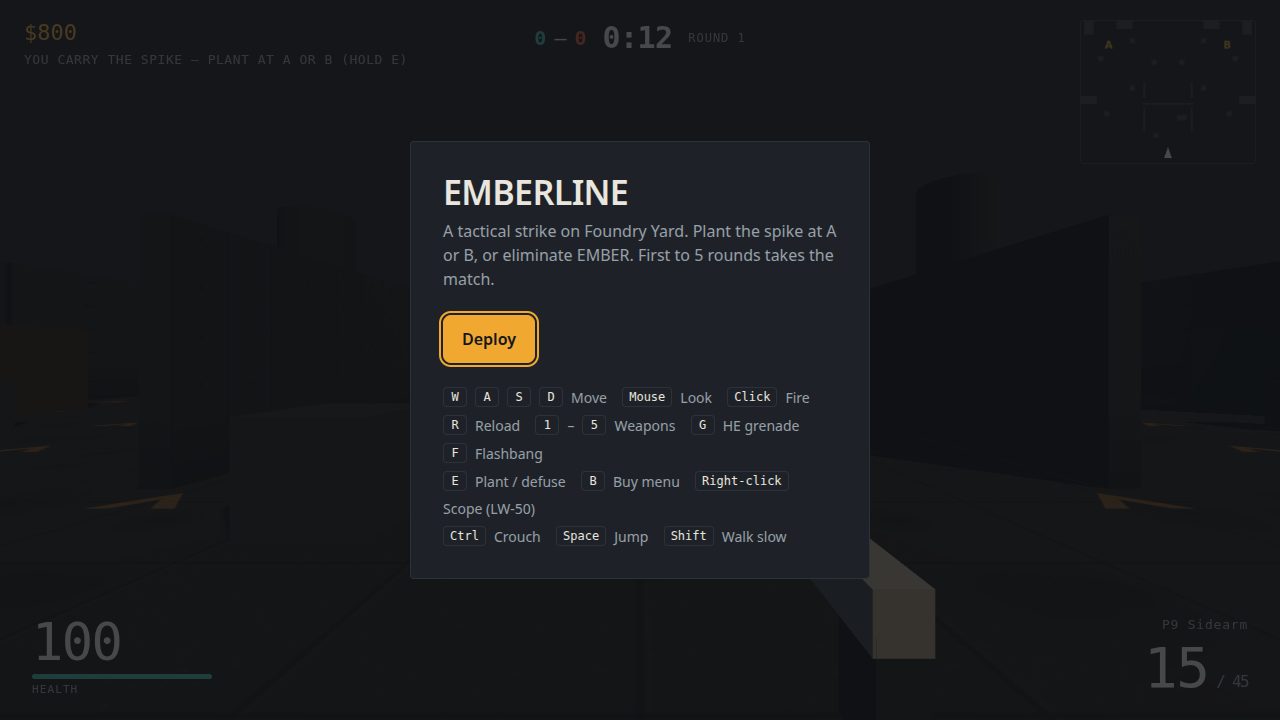 $800
YOU CARRY THE SPIKE — PLANT AT A OR B (HOLD E)
0 — 0 0:12 ROUND 1
A B
EMBERLINE
A tactical strike on Foundry Yard. Plant the spike at A
or B, or eliminate EMBER. First to 5 rounds takes the
match.
Deploy
W A S D Move Mouse Look Click Fire
R Reload 1 – 5 Weapons G HE grenade
F Flashbang
E Plant / defuse B Buy menu Right-click
Scope (LW-50)
Ctrl Crouch Space Jump Shift Walk slow
100
HEALTH
P9 Sidearm
15 / 45